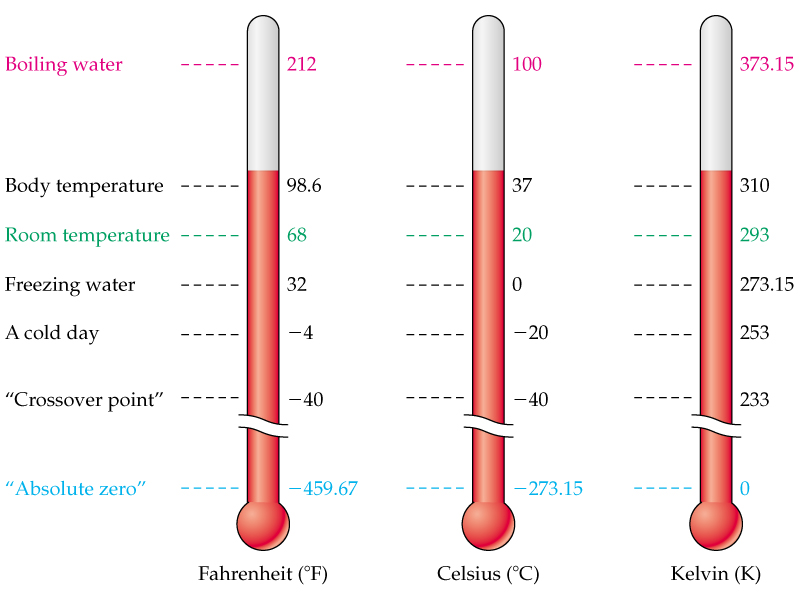 Boiling water 212 100 373.15
Body temperature 98.6 37 310
Room temperature 68 20 293
Freezing water 32 0 273.15
A cold day −4 −20 253
“Crossover point” −40 −40 233
“Absolute zero” −459.67 −273.15 0
Fahrenheit (°F) Celsius (°C) Kelvin (K)